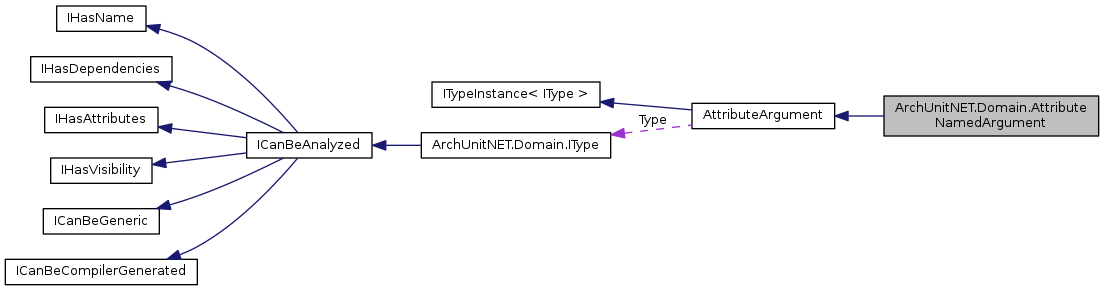 IHasName
IHasDependencies
IHasAttributes
IHasVisibility
ICanBeGeneric
ICanBeCompilerGenerated
ICanBeAnalyzed
ITypeInstance< IType >
ArchUnitNET.Domain.IType
Type
AttributeArgument
ArchUnitNET.Domain.Attribute
NamedArgument